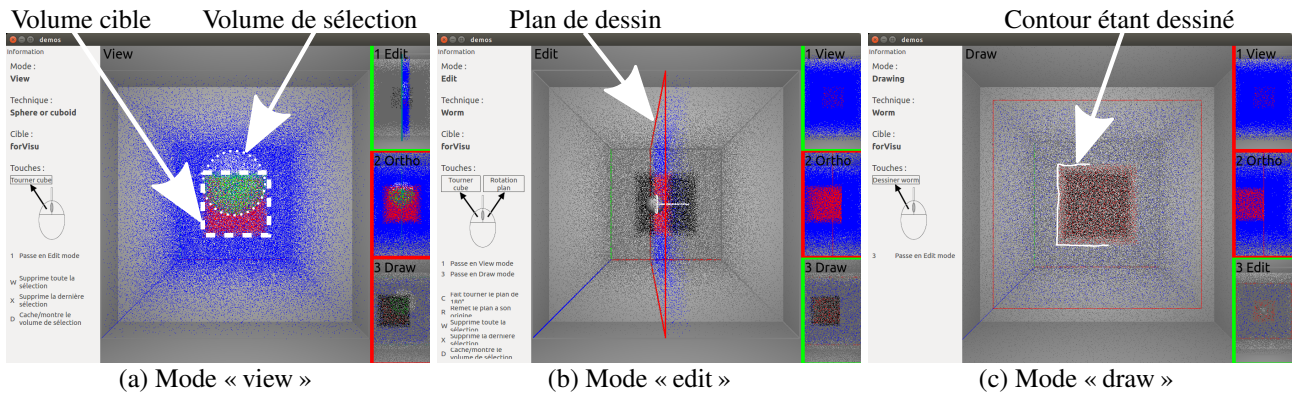 Volume cible
Volume de sélection
Plan de dessin
Contour étant dessiné
demos
Information
Mode :
View
Technique :
Sphere or cuboid
Cible :
forVisu
Touches :
Tourner cube
1 Passe en Edit mode
W Supprime toute la
sélection
X Supprime la dernière
sélection
D Cache/montre le
volume de sélection
View
1 Edit
2 Ortho
3 Draw
demos
Information
Mode :
Edit
Technique :
Worm
Cible :
forVisu
Touches :
Tourner
cube
Rotation
plan
1 Passe en View mode
3 Passe en Draw mode
C Fait tourner le plan de
180°
R Remet le plan a son
origine
W Supprime toute la
sélection
X Supprime la dernière
sélection
D Cache/montre le
volume de sélection
Edit
1 View
2 Ortho
3 Draw
demos
Information
Mode :
Drawing
Technique :
Worm
Cible :
forVisu
Touches :
Dessiner worm
3 Passe en Edit mode
Draw
1 View
2 Ortho
3 Edit
(a) Mode « view »
(b) Mode « edit »
(c) Mode « draw »